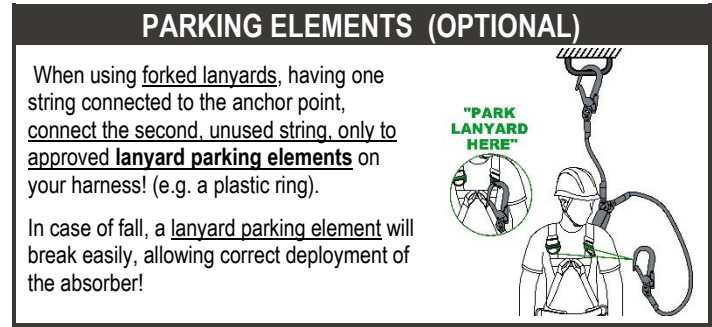 PARKING ELEMENTS (OPTIONAL)
When using forked lanyards, having one
string connected to the anchor point,
connect the second, unused string, only to
approved lanyard parking elements on
your harness! (e.g. a plastic ring).
In case of fall, a lanyard parking element will
break easily, allowing correct deployment of
the absorber!
"PARK
LANYARD
HERE"